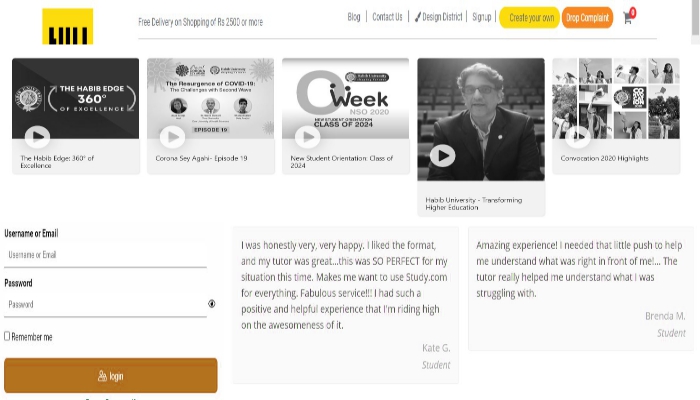 Free Delivery on Shopping of Rs 2500 or more
Blog | Contact Us | Design District | Signup | Create your own Drop Complaint 0
THE HABIB EDGE
360°
OF EXCELLENCE
The Habib Edge: 360° of
Excellence
The Resurgence of COVID-19:
The Challenges with Second Wave
EPISODE 19
Corona Sey Agahi- Episode 19
O Week
NSO 2020
NEW STUDENT ORIENTATION
CLASS OF 2024
New Student Orientation: Class of
2024
Habib University - Transforming
Higher Education
Convocation 2020 Highlights
Username or Email
Username or Email
Password
Password
Remember me
login
I was honestly very, very happy. I liked the format,
and my tutor was great...this was SO PERFECT for my
situation this time. Makes me want to use Study.com
for everything. Fabulous service!!! I had such a
positive and helpful experience that I'm riding high
on the awesomeness of it.
Kate G.
Student
Amazing experience! I needed that little push to help
me understand what was right in front of me!... The
tutor really helped me understand what I was
struggling with.
Brenda M.
Student